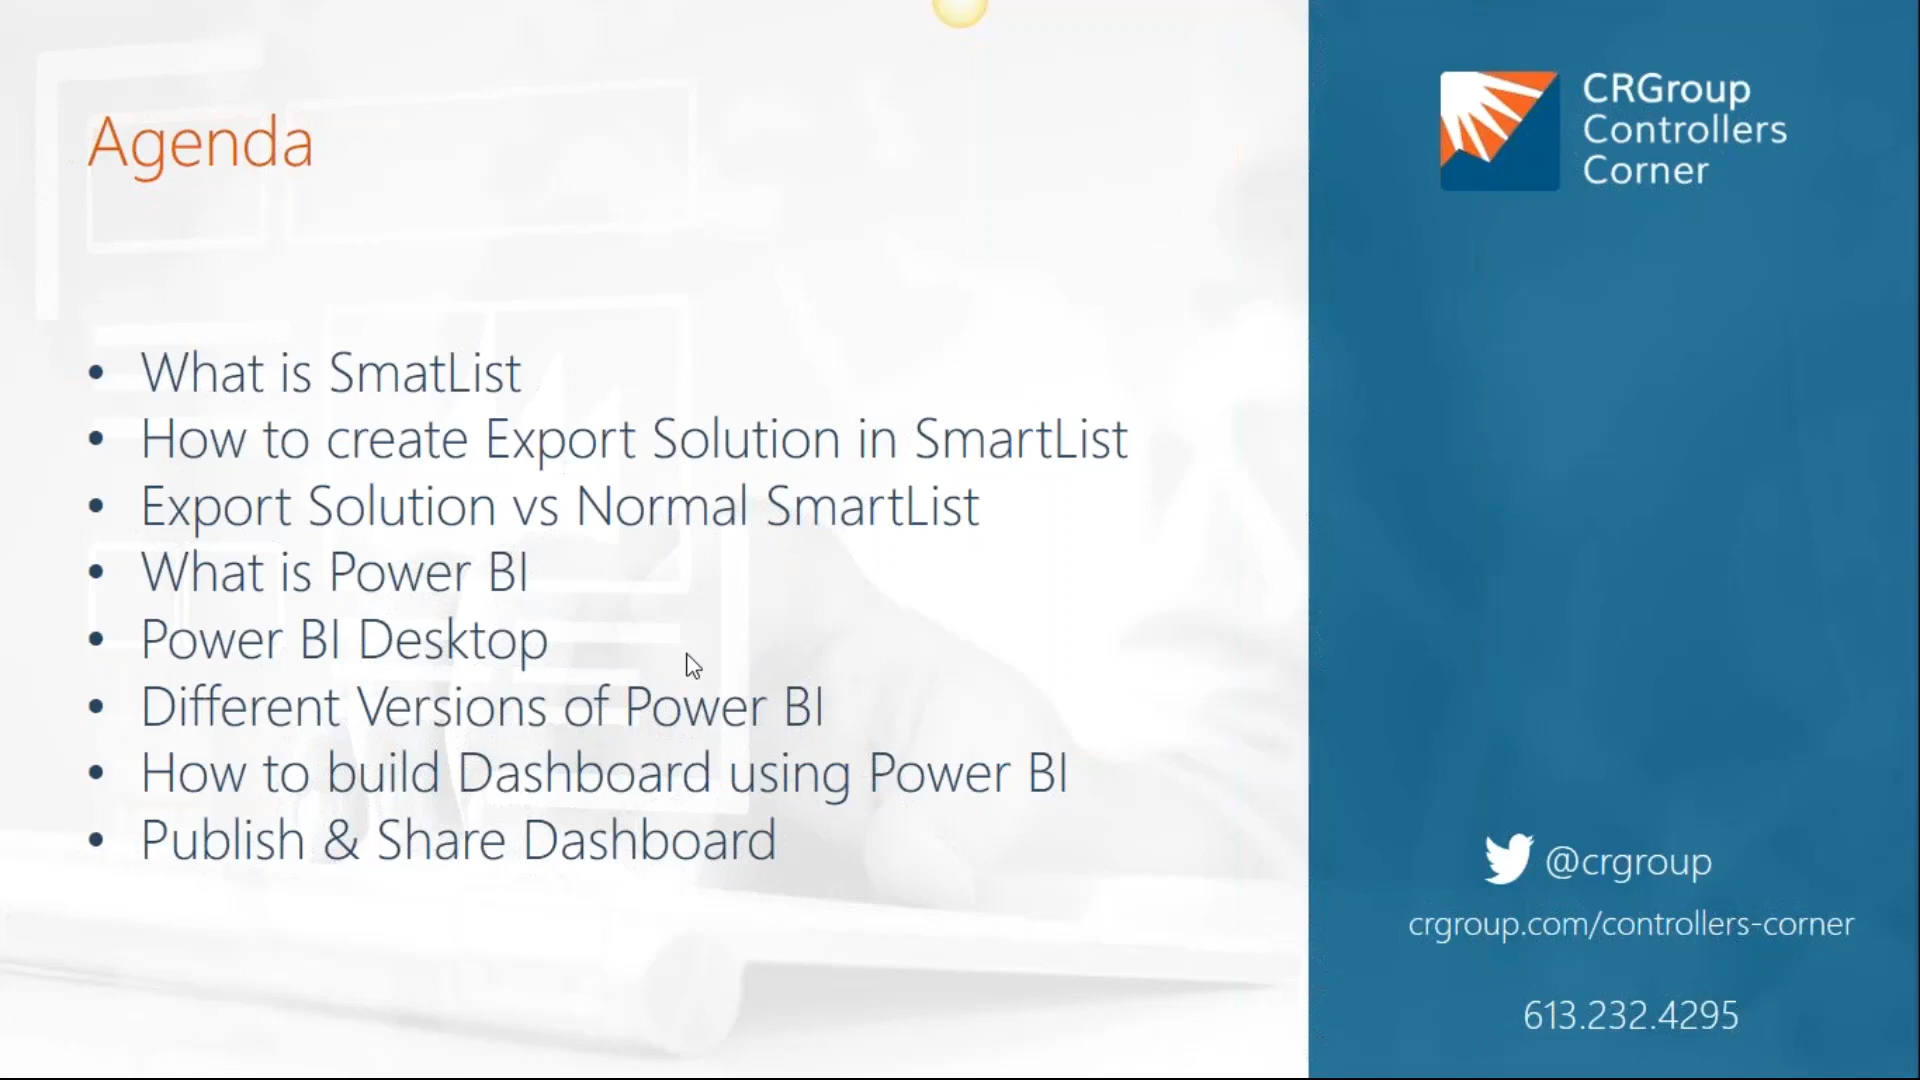 Agenda
• What is SmatList
• How to create Export Solution in SmartList
• Export Solution vs Normal SmartList
• What is Power BI
• Power BI Desktop
• Different Versions of Power BI
• How to build Dashboard using Power BI
• Publish & Share Dashboard
CRGroup
Controllers
Corner
@crgroup
crgroup.com/controllers-corner
613.232.4295